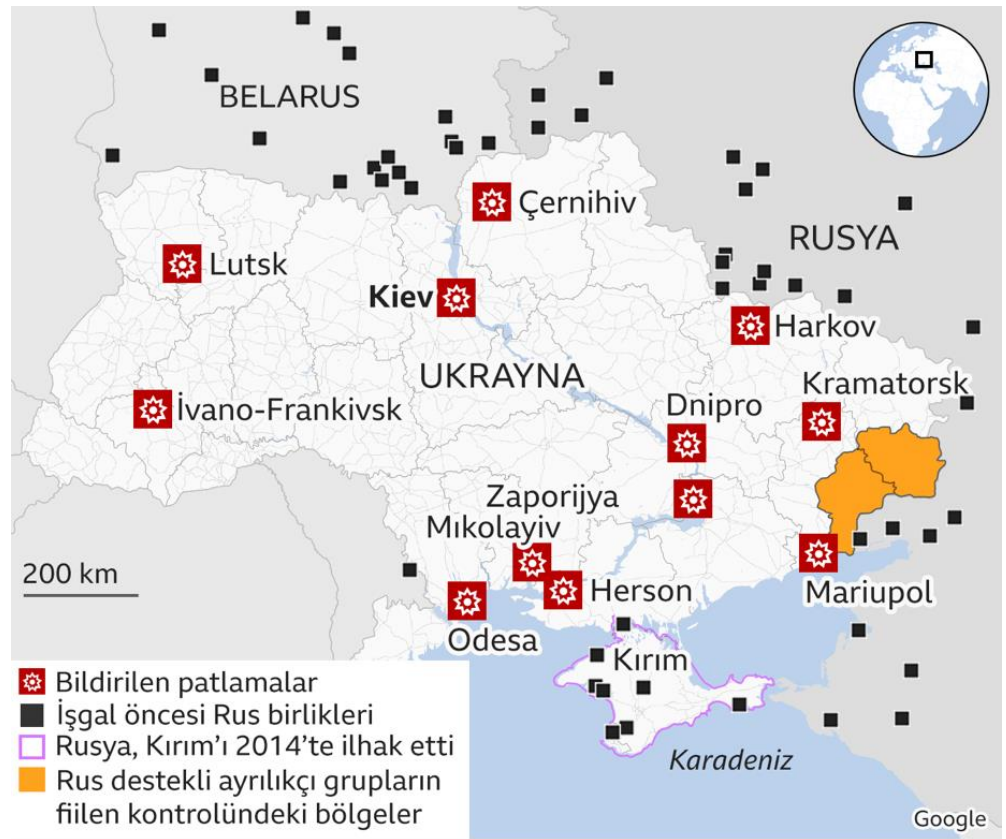 BELARUS
Çernihiv
RUSYA
Lutsk
Kiev
Harkov
UKRAYNA
Kramatorsk
İvano-Frankivsk
Dnipro
Zaporijya
Mıkolayiv
200 km
Herson
Mariupol
Odesa
Kırım
Bildirilen patlamalar
İşgal öncesi Rus birlikleri
Rusya, Kırım’ı 2014’te ilhak etti
Karadeniz
Rus destekli ayrılıkçı grupların
fiilen kontrolündeki bölgeler
Google